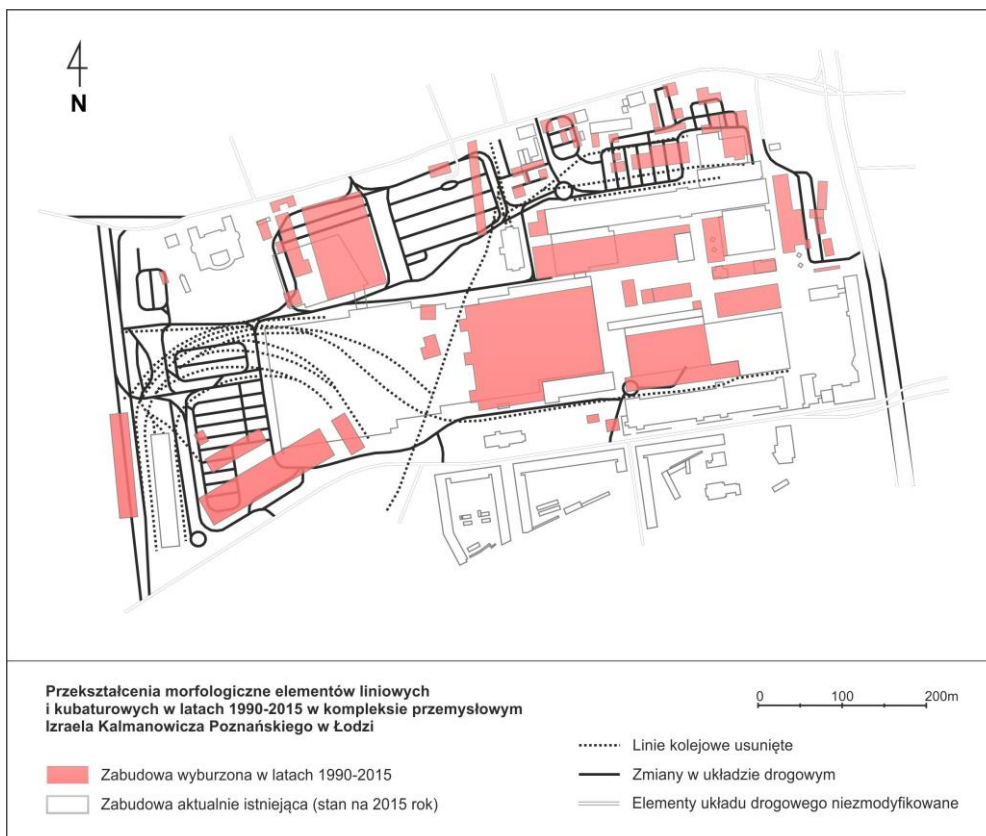 N
Przekształcenia morfologiczne elementów liniowych
i kubaturowych w latach 1990-2015 w kompleksie przemysłowym
Izraela Kalmanowicza Poznańskiego w Łodzi
Zabudowa wyburzona w latach 1990-2015
Zabudowa aktualnie istniejąca (stan na 2015 rok)
0 100 200m
Linie kolejowe usunięte
Zmiany w układzie drogowym
Elementy układu drogowego niezmodyfikowane